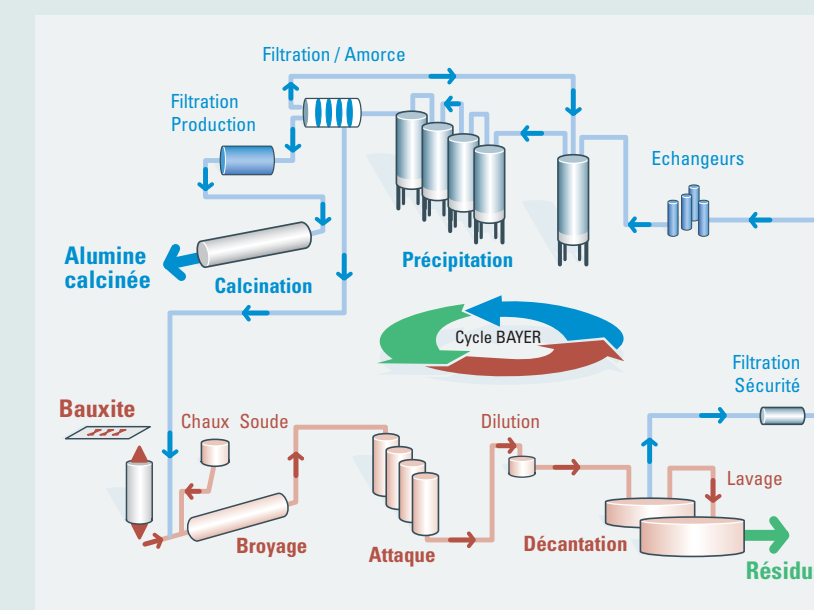 Filtration / Amorce
Filtration
Production
Echangeurs
Alumine
calcinée
Calcination
Précipitation
Cycle BAYER
Filtration
Sécurité
Bauxite
Chaux Soude
Dilution
Lavage
Broyage
Attaque
Décantation
Résidu